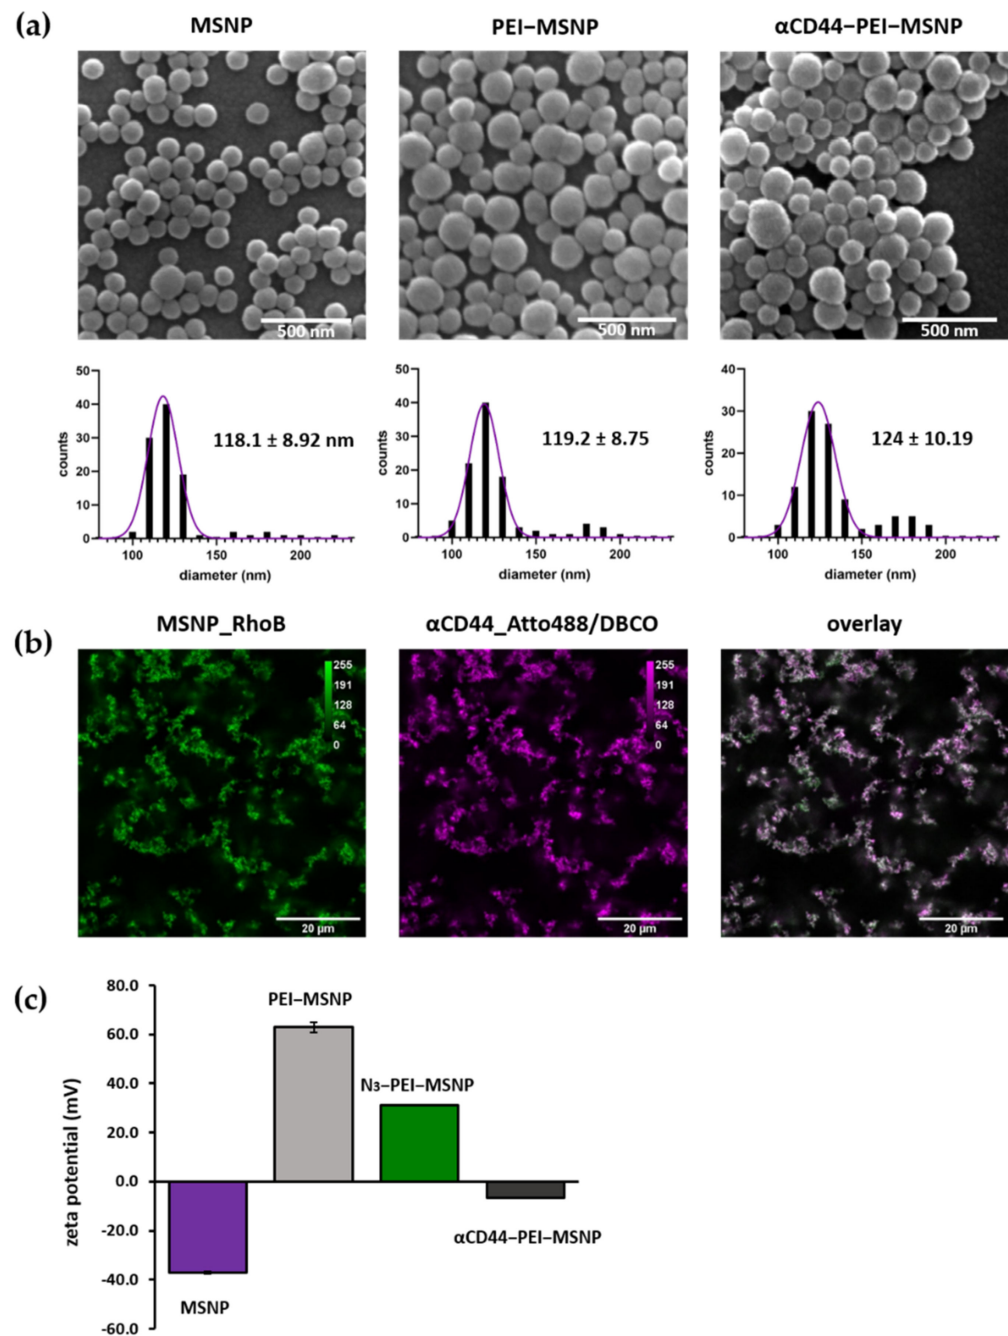 (a)
MSNP
PEI−MSNP
αCD44−PEI−MSNP
500 nm
500 nm
500 nm
50
40
30
20
10
0
counts
118.1 ± 8.92 nm
100
150
200
diameter (nm)
50
40
30
20
10
0
counts
119.2 ± 8.75
100
150
200
diameter (nm)
40
30
20
10
0
counts
124 ± 10.19
100
150
200
diameter (nm)
(b)
MSNP_RhoB
αCD44_Atto488/DBCO
overlay
255
191
128
64
0
20 µm
255
191
128
64
0
20 µm
20 µm
(c)
80.0
60.0
40.0
20.0
0.0
-20.0
-40.0
-60.0
zeta potential (mV)
PEI−MSNP
N₃−PEI−MSNP
αCD44−PEI−MSNP
MSNP